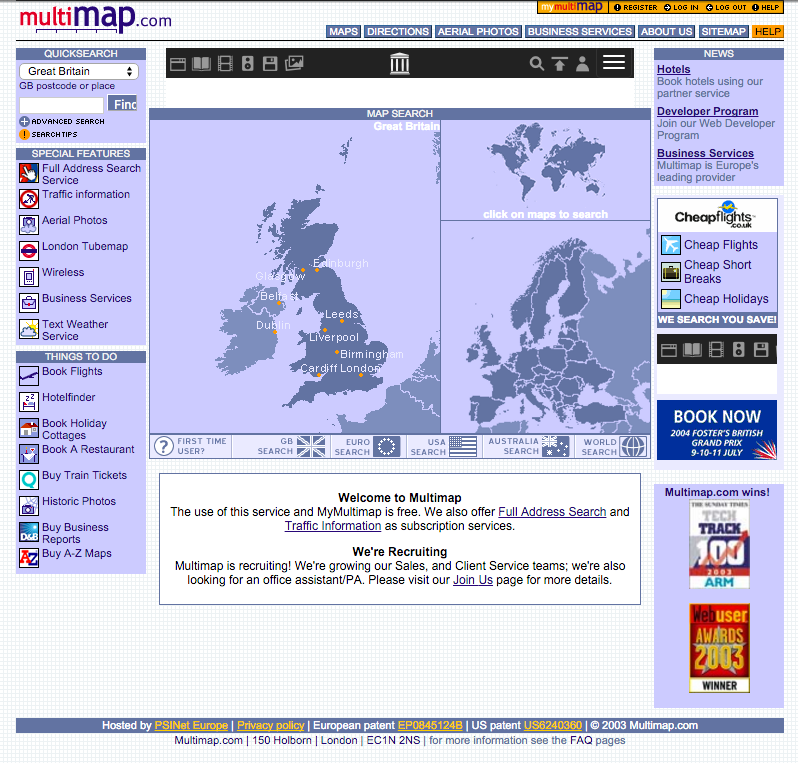 multimap.com
mymultimap
REGISTER
LOG IN
LOG OUT
HELP
MAPS
DIRECTIONS
AERIAL PHOTOS
BUSINESS SERVICES
ABOUT US
SITEMAP
HELP
QUICKSEARCH
Great Britain
GB postcode or place
Find
ADVANCED SEARCH
SEARCH TIPS
SPECIAL FEATURES
Full Address Search
Service
Traffic information
Aerial Photos
London Tubemap
Wireless
Business Services
Text Weather
Service
THINGS TO DO
Book Flights
Hotelfinder
Book Holiday
Cottages
Book A Restaurant
Buy Train Tickets
Historic Photos
D&B
Buy Business
Reports
AZ
Buy A-Z Maps
MAP SEARCH
Great Britain
Edinburgh
Glasgow
Belfast
Leeds
Dublin
Liverpool
Birmingham
Cardiff
London
click on maps to search
FIRST TIME
USER?
GB
SEARCH
EURO
SEARCH
USA
SEARCH
AUSTRALIA
SEARCH
WORLD
SEARCH
Welcome to Multimap
The use of this service and MyMultimap is free. We also offer Full Address Search and
Traffic Information as subscription services.
We're Recruiting
Multimap is recruiting! We're growing our Sales, and Client Service teams; we're also
looking for an office assistant/PA. Please visit our Join Us page for more details.
NEWS
Hotels
Book hotels using our
partner service
Developer Program
Join our Web Developer
Program
Business Services
Multimap is Europe's
leading provider
Cheapflights
.co.uk
Cheap Flights
Cheap Short
Breaks
Cheap Holidays
WE SEARCH YOU SAVE!
BOOK NOW
2004 FOSTER'S BRITISH
GRAND PRIX
9-10-11 JULY
Multimap.com wins!
THE SUNDAY TIMES
TECH
TRACK
100
2003
ARM
Webuser
AWARDS
2003
WINNER
Hosted by PSINet Europe | Privacy policy | European patent EP0845124B | US patent US6240360 | © 2003 Multimap.com
Multimap.com | 150 Holborn | London | EC1N 2NS | for more information see the FAQ pages